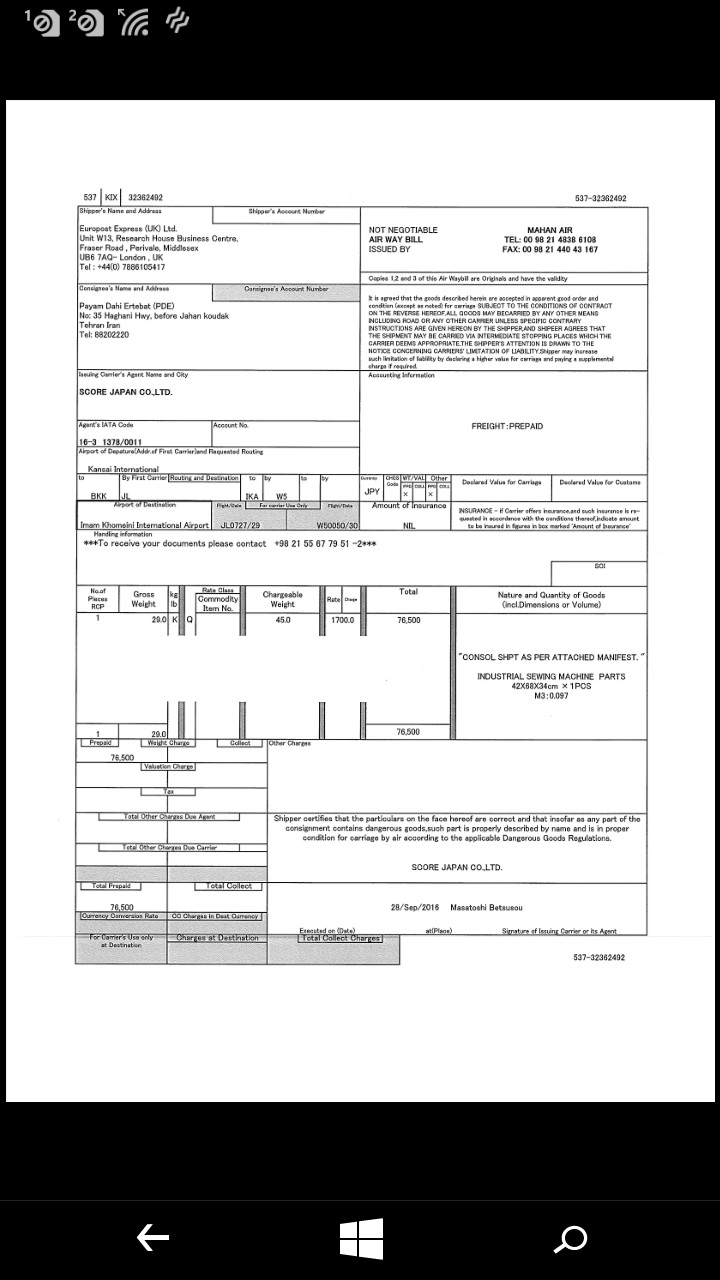 1 2
537 KIX 32362492 537-32362492
Shipper's Name and Address Shipper's Account Number
Europost Express (UK) Ltd.
Unit W13, Research House Business Centre,
Fraser Road , Perivale, Middlesex
UB6 7AQ- London , UK
Tel : +44(0) 7886105417
NOT NEGOTIABLE MAHAN AIR
AIR WAY BILL TEL: 00 98 21 4838 6108
ISSUED BY FAX: 00 98 21 440 43 167
Copies 1,2 and 3 of this Air Waybill are Originals and have the validity
Consignee's Name and Address Consignee's Account Number
Payam Dahi Ertebat (PDE)
No: 35 Haghani Hwy, before Jahan koudak
Tehran Iran
Tel: 88202220
It is agreed that the goods described herein are accepted in apparent good order and
condition (except as noted) for carriage SUBJECT TO THE CONDITIONS OF CONTRACT
ON THE REVERSE HEREOF.ALL GOODS MAY BECARRIED BY ANY OTHER MEANS
INCLUDING ROAD OR ANY OTHER CARRIER UNLESS SPECIFIC CONTRARY
INSTRUCTIONS ARE GIVEN HEREON BY THE SHIPPER,AND SHIPEER AGREES THAT
THE SHIPMENT MAY BE CARRIED VIA INTERMEDIATE STOPPING PLACES WHICH THE
CARRIER DEEMS APPROPRIATE.THE SHIPPER'S ATTENTION IS DRAWN TO THE
NOTICE CONCERNING CARRIERS' LIMITATION OF LIABILITY.Shipper may increase
such limitation of liability by declaring a higher value for carriage and paying a supplemental
charge if required.
Issuing Carrier's Agent Name and City
SCORE JAPAN CO.,LTD.
Accounting Information
FREIGHT:PREPAID
Agent's IATA Code Account No.
16-3 1378/0011
Airport of Depature(Addr.of First Carrier)and Requested Routing
Kansai International
to By First Carrier Routing and Destination to by to by
BKK JL IKA W5
Currency CHGS Code WT/VAL Other Declared Value for Carriage Declared Value for Customs
PPD COLL PPD COLL
JPY X X
Airport of Destination Flight/Date For carrier Use Only Flight/Date Amount of Insurance
Imam Khomeini International Airport JL0727/29 W50050/30 NIL
INSURANCE - if Carrier offers insurance,and such insurance is re-
quested in accordance with the conditions thereof,indicate amount
to be insured in figures in box marked 'Amount of Insurance'
Handling information
***To receive your documents please contact +98 21 55 67 79 51 -2***
SCI
No.of Pieces RCP Gross Weight kg lb Rate Class Commodity Item No. Chargeable Weight Rate Charge Total Nature and Quantity of Goods (incl.Dimensions or Volume)
1 29.0 K Q 45.0 1700.0 76,500
"CONSOL SHPT AS PER ATTACHED MANIFEST. "
INDUSTRIAL SEWING MACHINE PARTS
42X68X34cm × 1PCS
M3:0.097
1 29.0 76,500
Prepaid Weight Charge Collect Other Charges
76,500
Valuation Charge
Tax
Total Other Charges Due Agent
Shipper certifies that the particulars on the face hereof are correct and that insofar as any part of the
consignment contains dangerous goods,such part is properly described by name and is in proper
condition for carriage by air according to the applicable Dangerous Goods Regulations.
Total Other Charges Due Carrier
SCORE JAPAN CO.,LTD.
Total Prepaid Total Collect
76,500
28/Sep/2016 Masatoshi Betsusou
Currency Conversion Rate CC Charges in Dest Currency
Executed on (Date) at(Place) Signature of Issuing Carrier or its Agent
For Carrier's Use only at Destination Charges at Destination Total Collect Charges
537-32362492